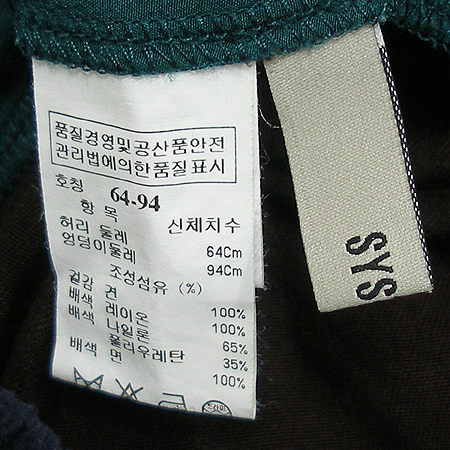 품질경영및공산품안전
관리법에의한품질표시
호칭 64-94
항 목 신체치수
허리 둘레 64Cm
엉덩이둘레 94Cm
조성섬유 (%)
겉감 견 100%
배색 레이온 100%
배색 나일론 65%
폴리우레탄 35%
배색 면 100%
SYS